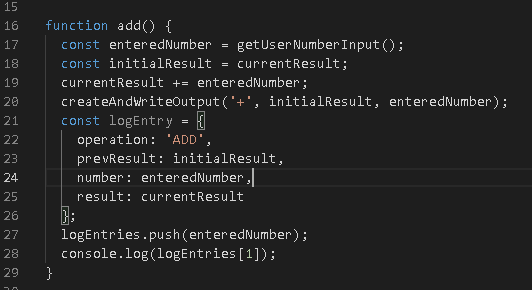 15
16 function add() {
17 const enteredNumber = getUserNumberInput();
18 const initialResult = currentResult;
19 currentResult += enteredNumber;
20 createAndWriteOutput('+', initialResult, enteredNumber);
21 const logEntry = {
22 operation: 'ADD',
23 prevResult: initialResult,
24 number: enteredNumber,
25 result: currentResult
26 };
27 logEntries.push(enteredNumber);
28 console.log(logEntries[1]);
29 }